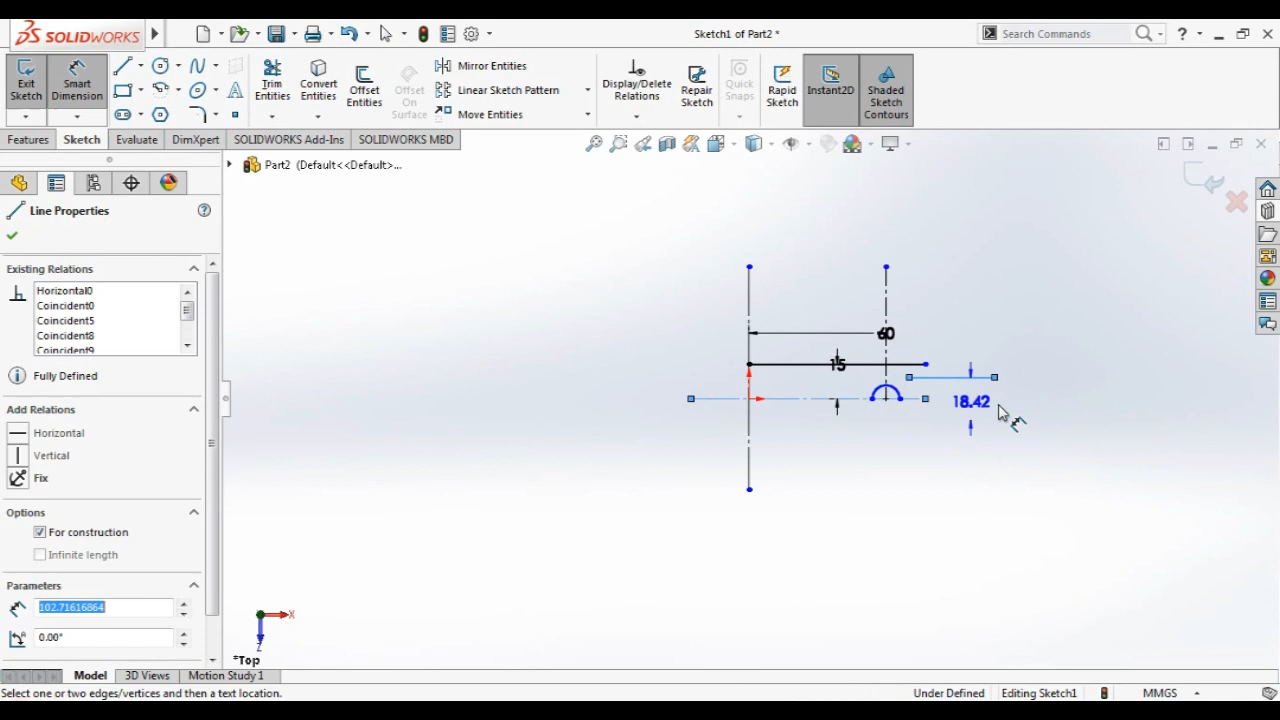 SOLIDWORKS
Sketch1 of Part2 *
Search Commands
?
Exit Sketch
Smart Dimension
Trim Entities
Convert Entities
Offset Entities
Offset On Surface
Mirror Entities
Linear Sketch Pattern
Move Entities
Display/Delete Relations
Repair Sketch
Quick Snaps
Rapid Sketch
Instant2D
Shaded Sketch Contours
Features
Sketch
Evaluate
DimXpert
SOLIDWORKS Add-Ins
SOLIDWORKS MBD
Part2 (Default<<Default>...
Line Properties
?
Existing Relations
Horizontal0
Coincident0
Coincident5
Coincident8
Coincident9
Fully Defined
Add Relations
Horizontal
Vertical
Fix
Options
For construction
Infinite length
Parameters
102.71616864
0.00°
60
15
18.42
X
Z
*Top
Model
3D Views
Motion Study 1
Select one or two edges/vertices and then a text location.
Under Defined
Editing Sketch1
MMGS